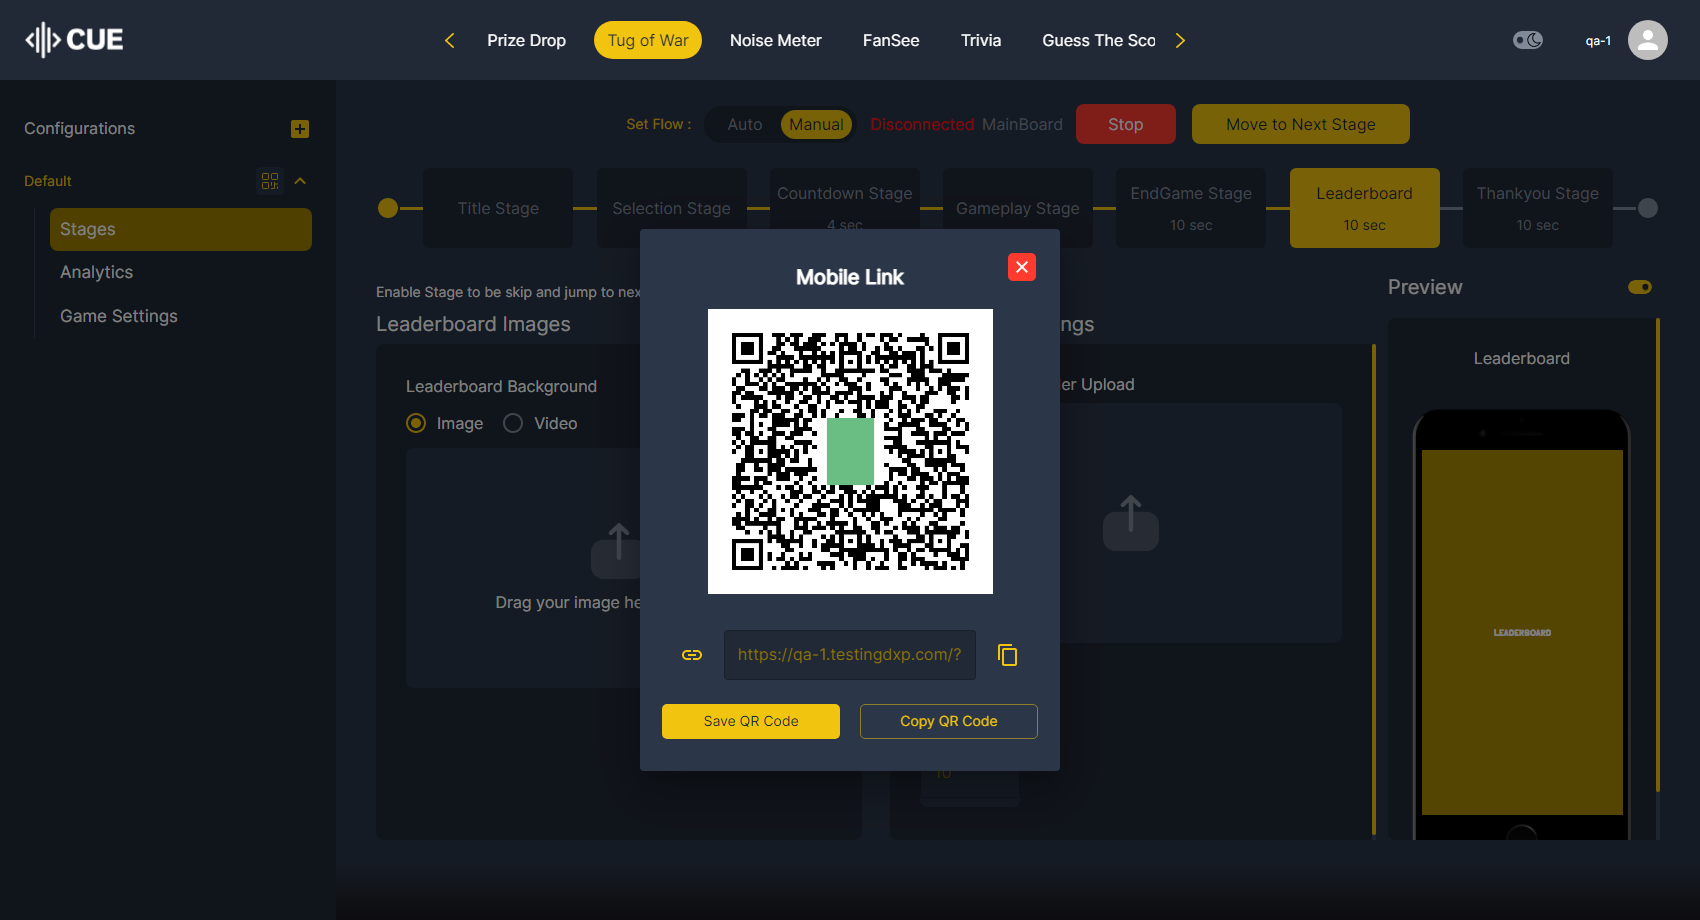 CUE
Prize Drop
Tug of War
Noise Meter
FanSee
Trivia
Guess The Sco
qa-1
Configurations
Set Flow :
Auto
Manual
Disconnected MainBoard
Stop
Move to Next Stage
Default
Stages
Analytics
Game Settings
Title Stage
Selection Stage
Countdown Stage
4 sec
Gameplay Stage
EndGame Stage
10 sec
Leaderboard
10 sec
Thankyou Stage
10 sec
Enable Stage to be skip and jump to nex
Leaderboard Images
ngs
Preview
Leaderboard Background
Image
Video
Drag your image he
er Upload
Leaderboard
LEADERBOARD
Mobile Link
https://qa-1.testingdxp.com/?
Save QR Code
Copy QR Code
10